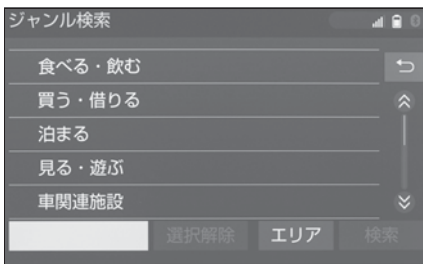 ジャンル検索
食べる・飲む
買う・借りる
泊まる
見る・遊ぶ
車関連施設
選択解除 エリア 検索